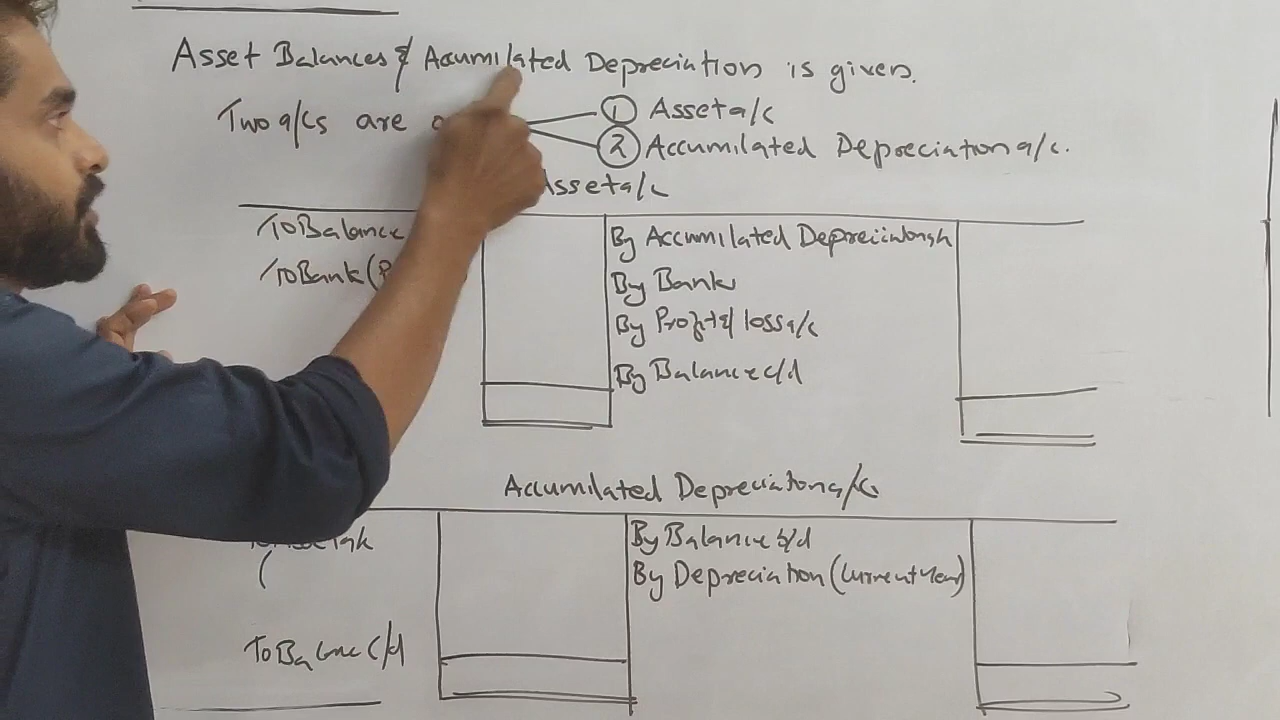 Asset Balances & Accumilated Depreciation is given.
Two a/cs are
① Asset a/c
② Accumilated Depreciation a/c.
Asset a/c
To Balance
By Accumilated Depreciation a/c
To Bank (
By Bank
By Profit & loss a/c
By Balance c/d
Accumilated Depreciation a/c
By Balance b/d
By Depreciation (Current Year)
(
To Balance c/d